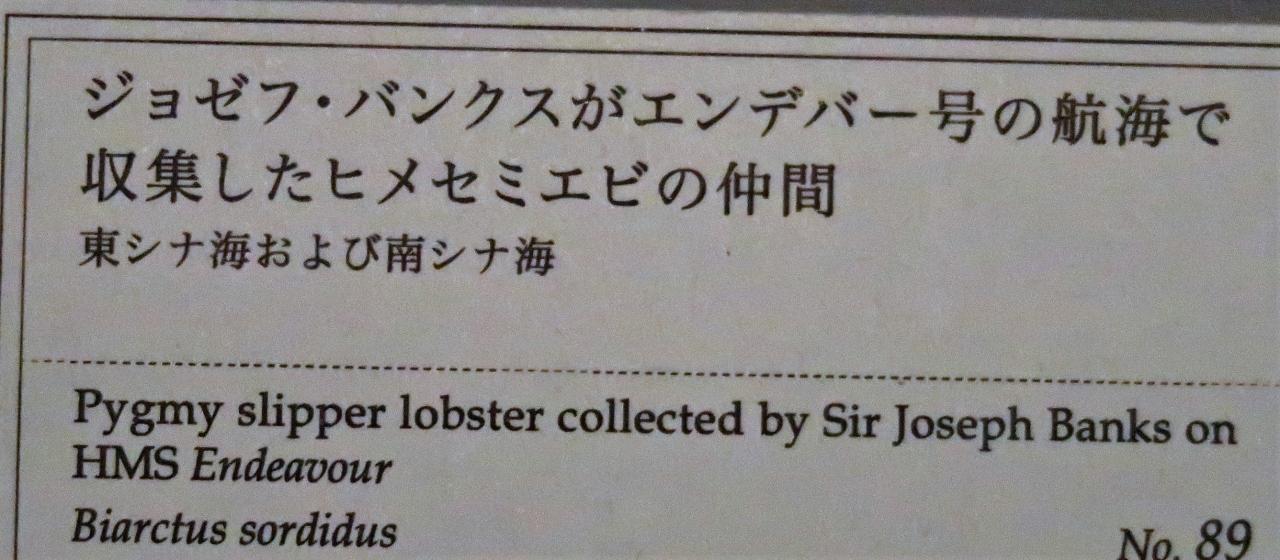 ジョゼフ・バンクスがエンデバー号の航海で
収集したヒメセミエビの仲間
東シナ海および南シナ海
Pygmy slipper lobster collected by Sir Joseph Banks on
HMS Endeavour
Biarctus sordidus
No. 89